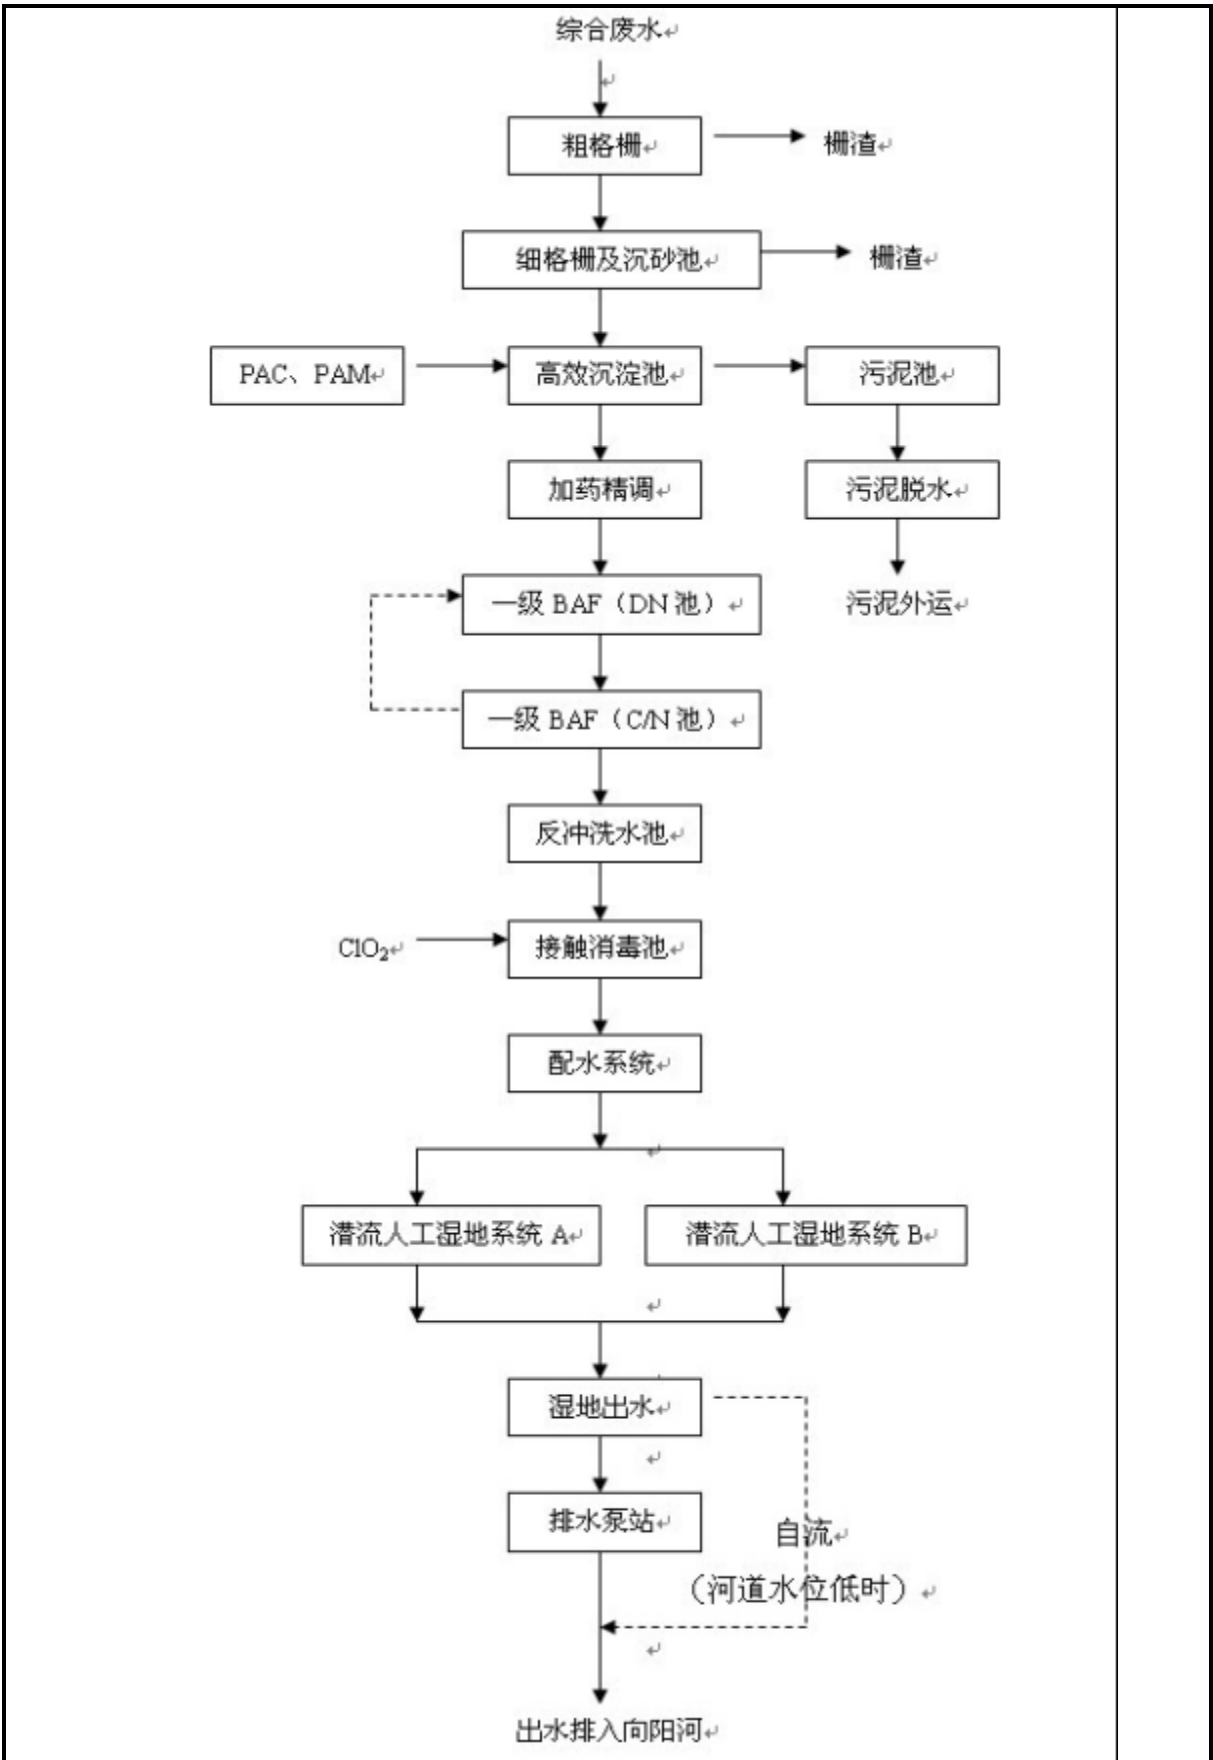 综合废水
粗格栅
栅渣
细格栅及沉砂池
栅渣
PAC、PAM
高效沉淀池
污泥池
加药精调
污泥脱水
一级 BAF（DN 池）
污泥外运
一级 BAF（C/N 池）
反冲洗水池
ClO₂
接触消毒池
配水系统
潜流人工湿地系统 A
潜流人工湿地系统 B
湿地出水
排水泵站
自流
（河道水位低时）
出水排入向阳河